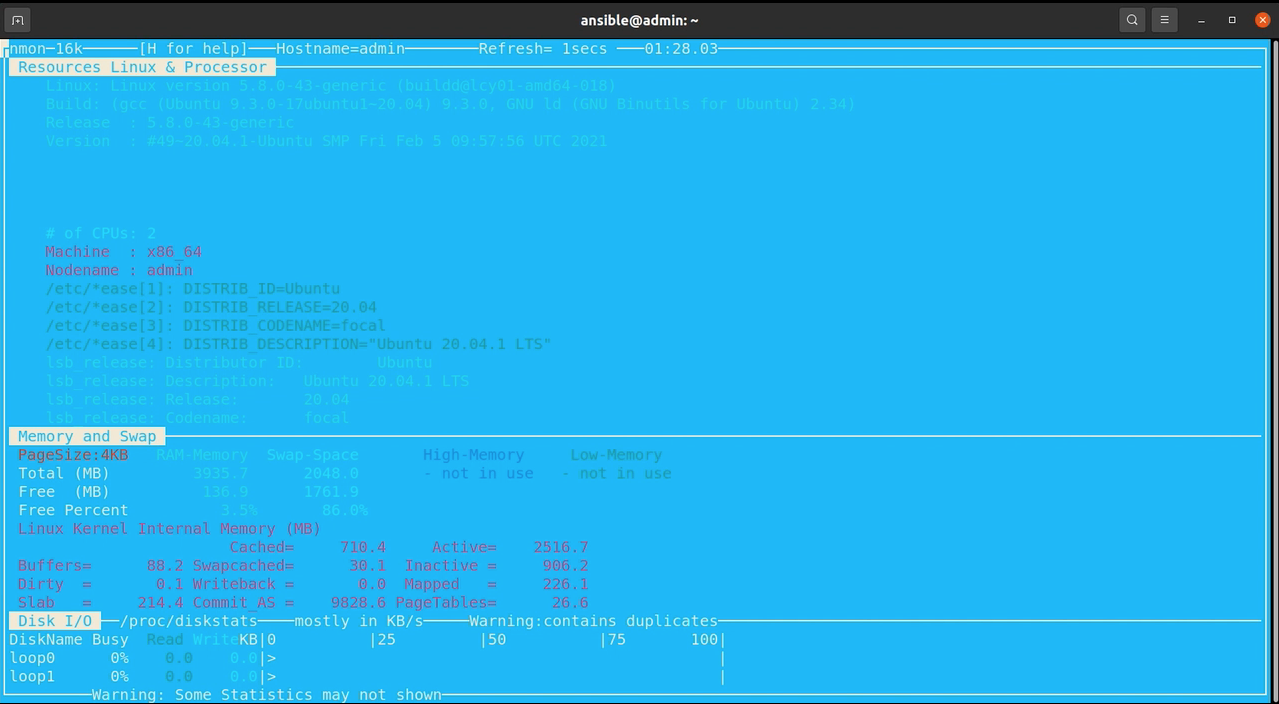 ansible@admin: ~
nmon-16k [H for help] Hostname=admin Refresh= 1secs 01:28.03
Resources Linux & Processor
Linux: Linux version 5.8.0-43-generic (buildd@lcy01-amd64-018)
Build: (gcc (Ubuntu 9.3.0-17ubuntu1~20.04) 9.3.0, GNU ld (GNU Binutils for Ubuntu) 2.34)
Release : 5.8.0-43-generic
Version : #49~20.04.1-Ubuntu SMP Fri Feb 5 09:57:56 UTC 2021
# of CPUs: 2
Machine : x86_64
Nodename : admin
/etc/*ease[1]: DISTRIB_ID=Ubuntu
/etc/*ease[2]: DISTRIB_RELEASE=20.04
/etc/*ease[3]: DISTRIB_CODENAME=focal
/etc/*ease[4]: DISTRIB_DESCRIPTION="Ubuntu 20.04.1 LTS"
lsb_release: Distributor ID: Ubuntu
lsb_release: Description: Ubuntu 20.04.1 LTS
lsb_release: Release: 20.04
lsb_release: Codename: focal
Memory and Swap
PageSize:4KB RAM-Memory Swap-Space High-Memory Low-Memory
Total (MB) 3935.7 2048.0 - not in use - not in use
Free (MB) 136.9 1761.9
Free Percent 3.5% 86.0%
Linux Kernel Internal Memory (MB)
Cached= 710.4 Active= 2516.7
Buffers= 88.2 Swapcached= 30.1 Inactive = 906.2
Dirty = 0.1 Writeback = 0.0 Mapped = 226.1
Slab = 214.4 Commit_AS = 9828.6 PageTables= 26.6
Disk I/O /proc/diskstats mostly in KB/s Warning:contains duplicates
DiskName Busy Read WriteKB|0 |25 |50 |75 100|
loop0 0% 0.0 0.0|> |
loop1 0% 0.0 0.0|> |
Warning: Some Statistics may not shown